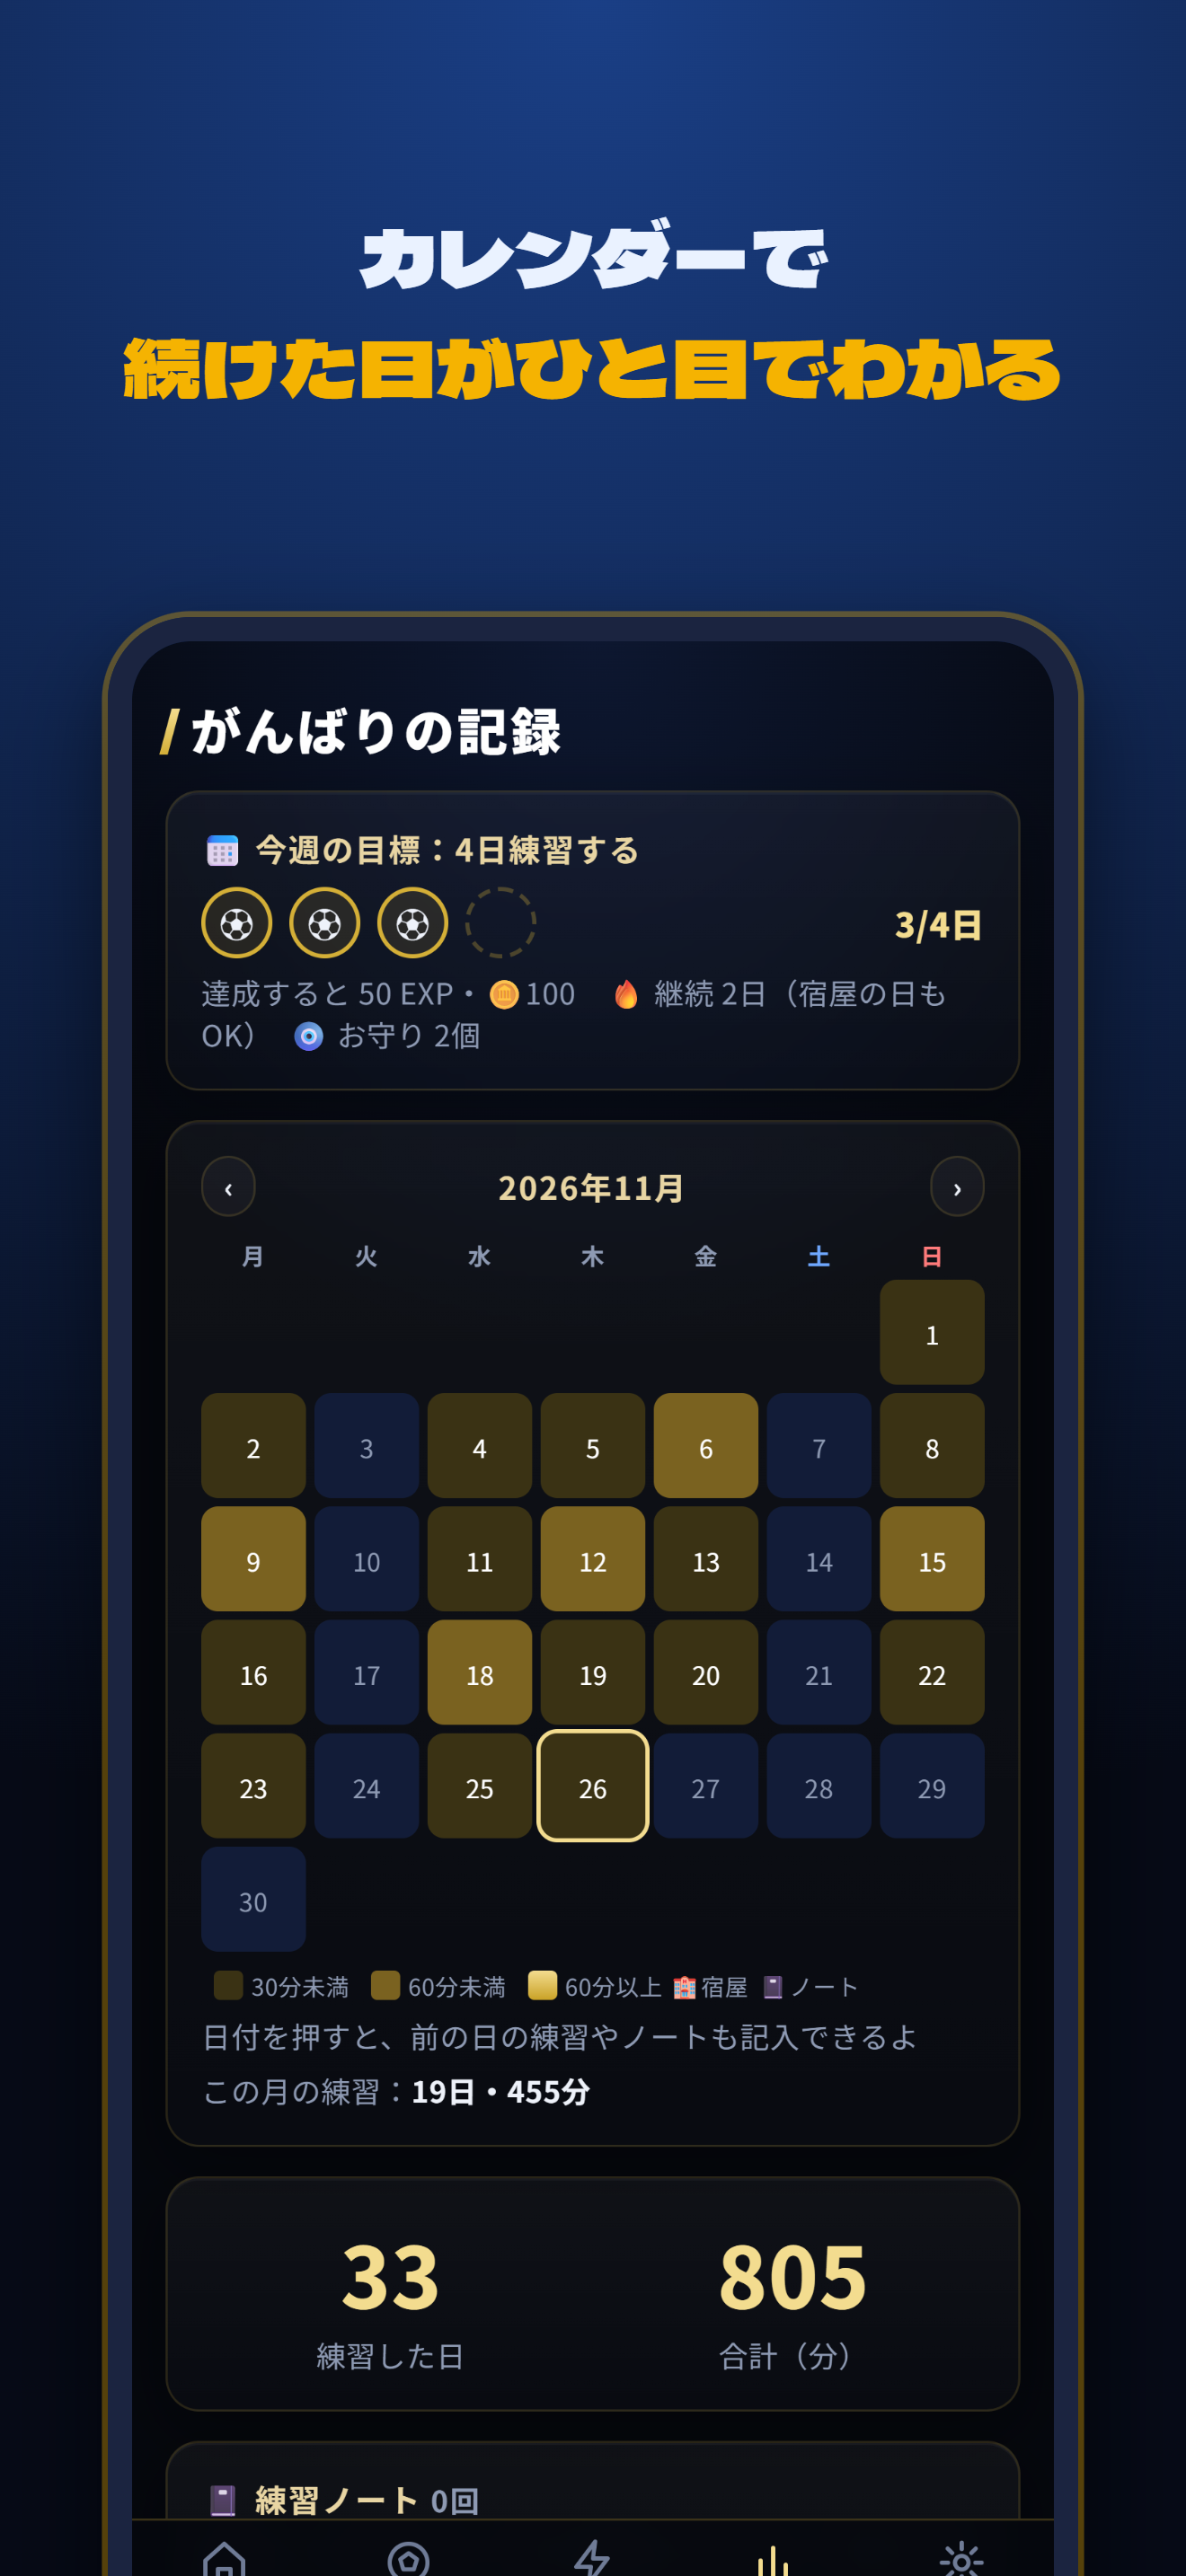 カレンダーで
続けた日がひと目でわかる
がんばりの記録
今週の目標：4日練習する
3/4日
達成すると 50 EXP・ 100 継続 2日（宿屋の日も
OK） お守り 2個
‹ 2026年11月 ›
月 火 水 木 金 土 日
1
2 3 4 5 6 7 8
9 10 11 12 13 14 15
16 17 18 19 20 21 22
23 24 25 26 27 28 29
30
30分未満 60分未満 60分以上 宿屋 ノート
日付を押すと、前の日の練習やノートも記入できるよ
この月の練習：19日・455分
33 805
練習した日 合計（分）
練習ノート 0回